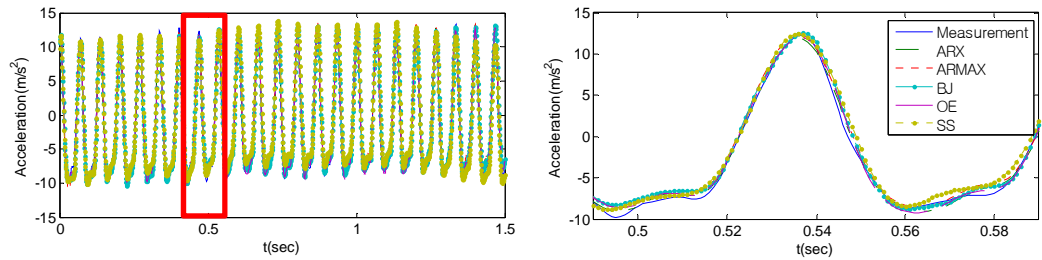 15
10
5
0
-5
-10
-15
Acceleration(m/s²)
0
0.5
1
1.5
t(sec)
15
10
5
0
-5
-10
Acceleration(m/s²)
0.5
0.52
0.54
0.56
0.58
t(sec)
Measurement
ARX
ARMAX
BJ
OE
SS